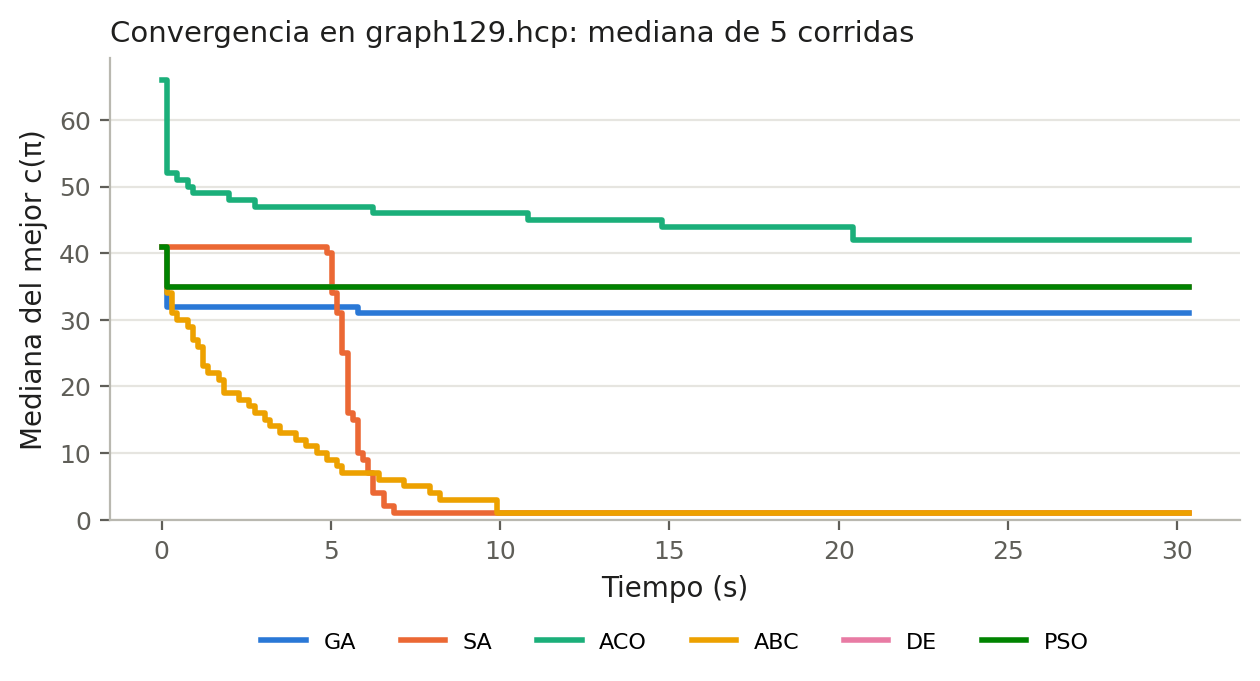 Convergencia en graph129.hcp: mediana de 5 corridas
Mediana del mejor c(π)
60
50
40
30
20
10
0
0 5 10 15 20 25 30
Tiempo (s)
GA SA ACO ABC DE PSO